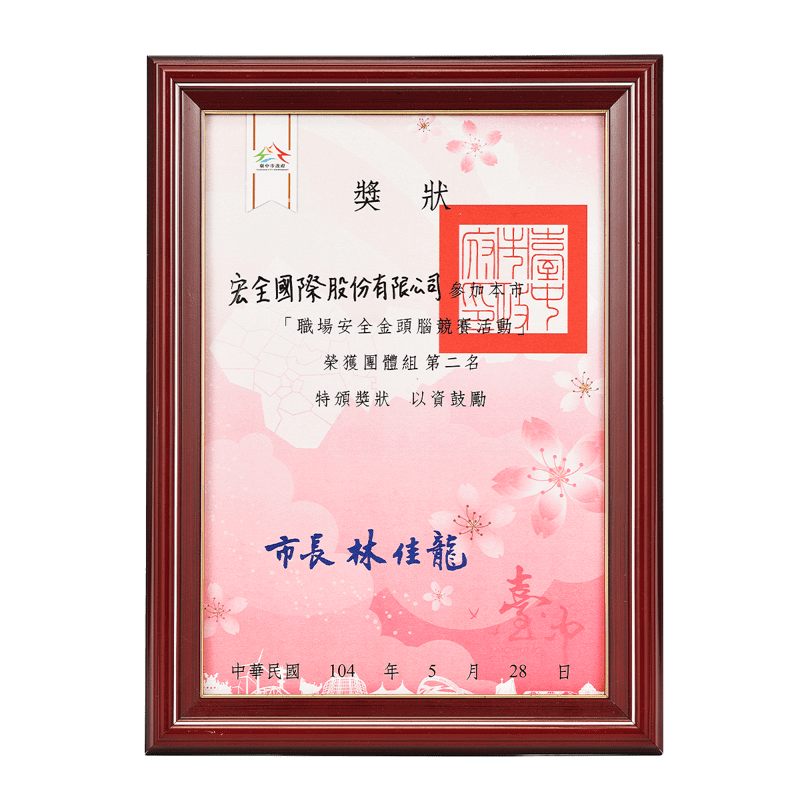 臺中市政府
獎狀
臺中市政府印
宏全國際股份有限公司參加本市
「職場安全金頭腦競賽活動」
榮獲團體組 第二名
特頒獎狀 以資鼓勵
市長 林佳龍
臺中
中華民國 104 年 5 月 28 日